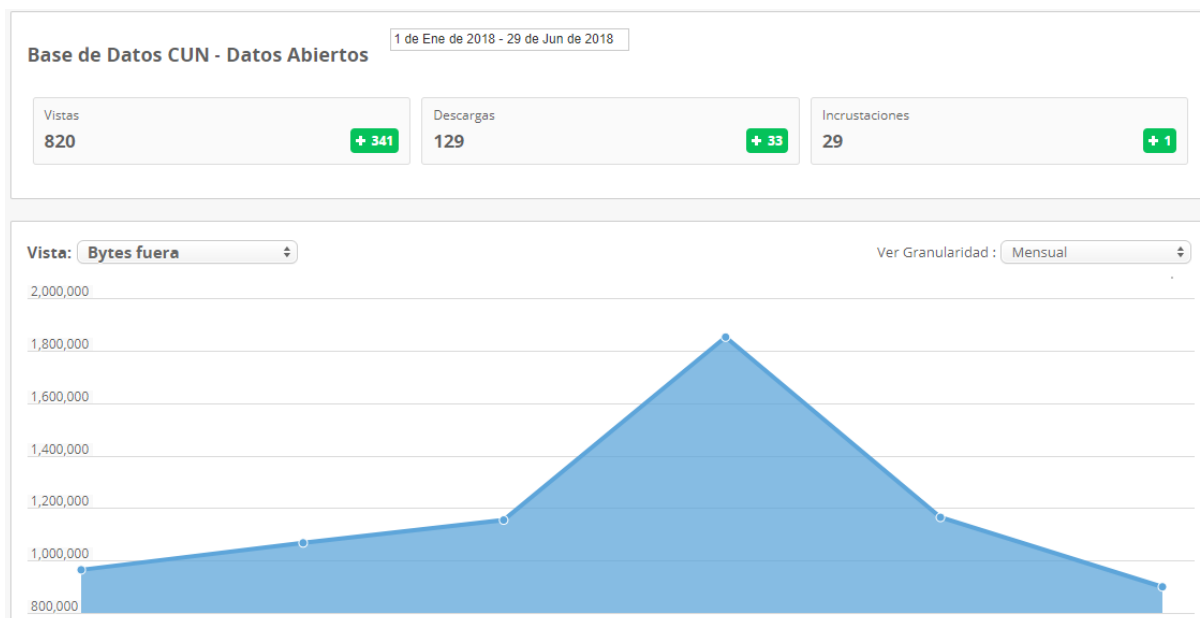 1 de Ene de 2018 - 29 de Jun de 2018
Base de Datos CUN - Datos Abiertos
Vistas
820
+ 341
Descargas
129
+ 33
Incrustaciones
29
+ 1
Vista: Bytes fuera
Ver Granularidad : Mensual
2,000,000
1,800,000
1,600,000
1,400,000
1,200,000
1,000,000
800,000